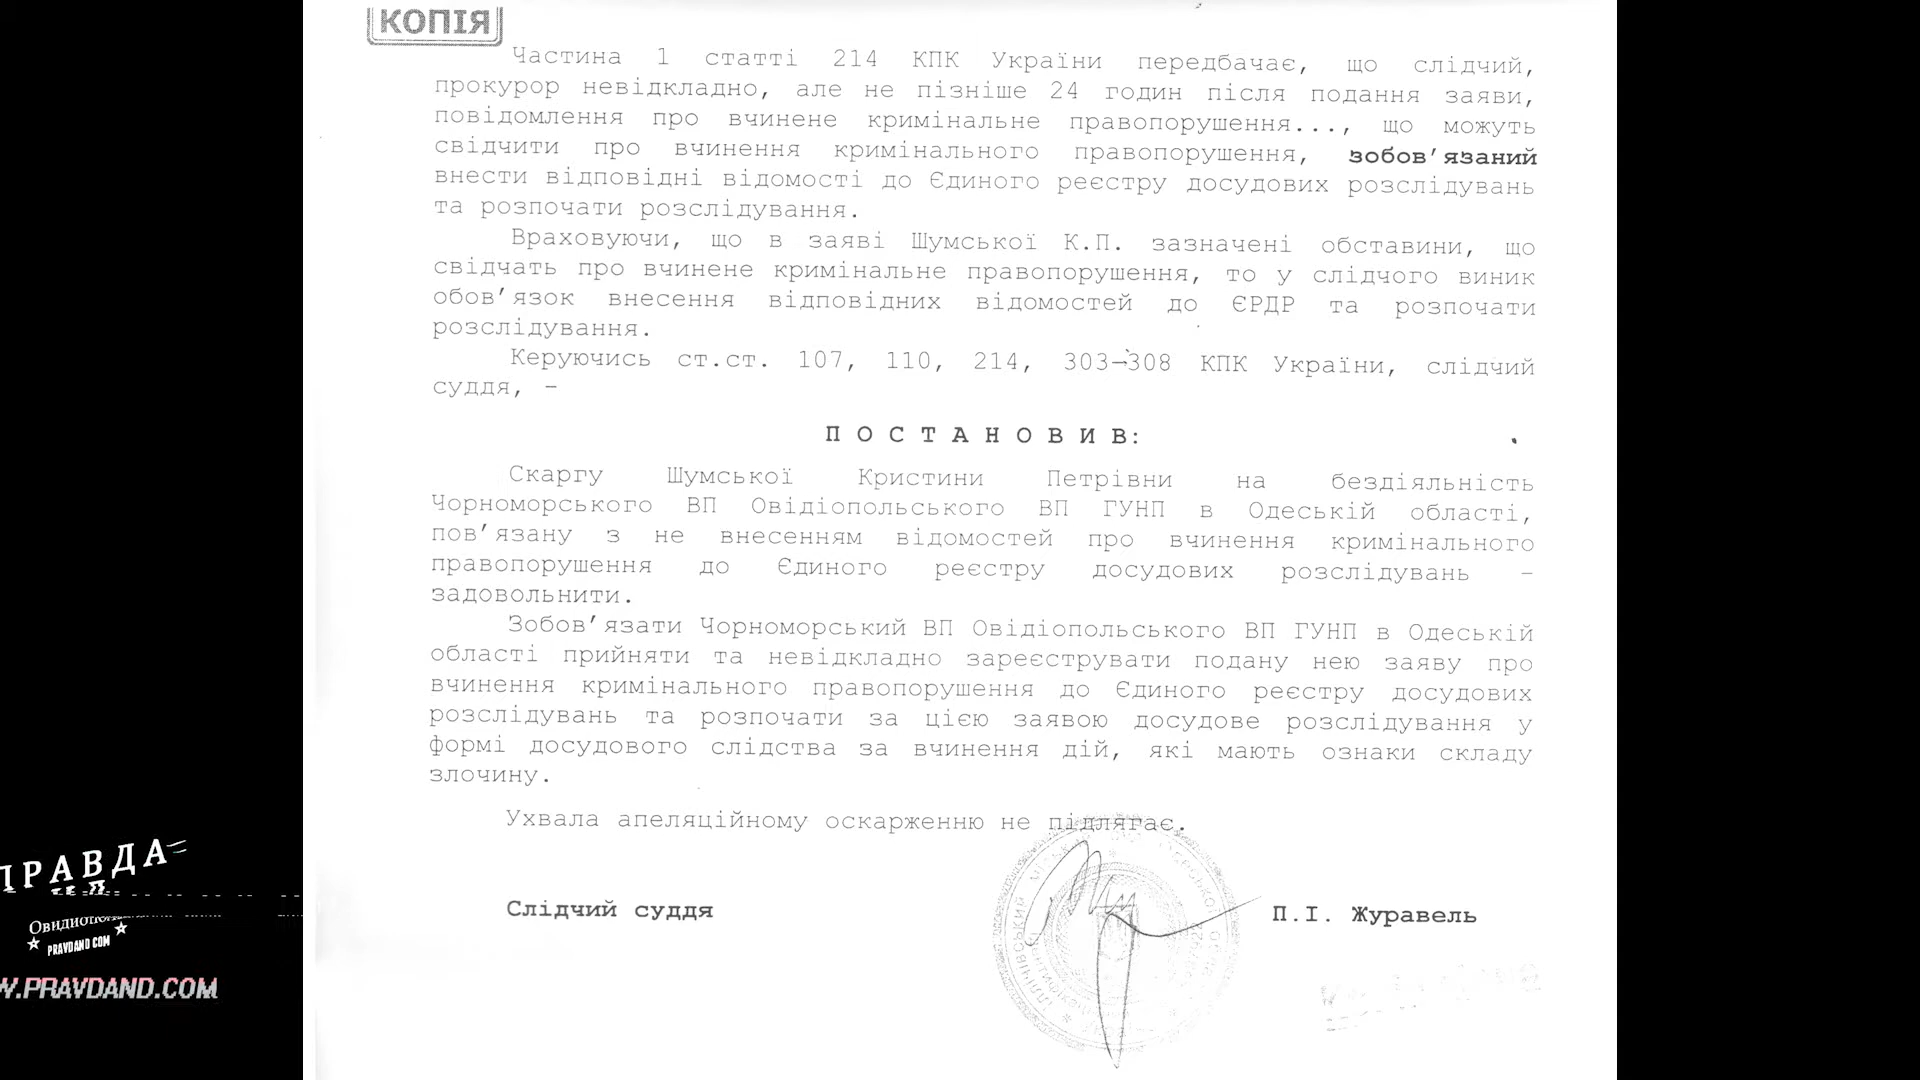 КОПІЯ
Частина 1 статті 214 КПК України передбачає, що слідчий,
прокурор невідкладно, але не пізніше 24 годин після подання заяви,
повідомлення про вчинене кримінальне правопорушення..., що можуть
свідчити про вчинення кримінального правопорушення, зобов'язаний
внести відповідні відомості до Єдиного реєстру досудових розслідувань
та розпочати розслідування.
Враховуючи, що в заяві Шумської К.П. зазначені обставини, що
свідчать про вчинене кримінальне правопорушення, то у слідчого виник
обов'язок внесення відповідних відомостей до ЄРДР та розпочати
розслідування.
Керуючись ст.ст. 107, 110, 214, 303-308 КПК України, слідчий
суддя, -
П О С Т А Н О В И В:
Скаргу Шумської Кристини Петрівни на бездіяльність
Чорноморського ВП Овідіопольського ВП ГУНП в Одеській області,
пов'язану з не внесенням відомостей про вчинення кримінального
правопорушення до Єдиного реєстру досудових розслідувань -
задовольнити.
Зобов'язати Чорноморський ВП Овідіопольського ВП ГУНП в Одеській
області прийняти та невідкладно зареєструвати подану нею заяву про
вчинення кримінального правопорушення до Єдиного реєстру досудових
розслідувань та розпочати за цією заявою досудове розслідування у
формі досудового слідства за вчинення дій, які мають ознаки складу
злочину.
Ухвала апеляційному оскарженню не підлягає.
Слідчий суддя
П.І. Журавель
ПРАВДА
PRAVDAND COM
W.PRAVDAND.COM